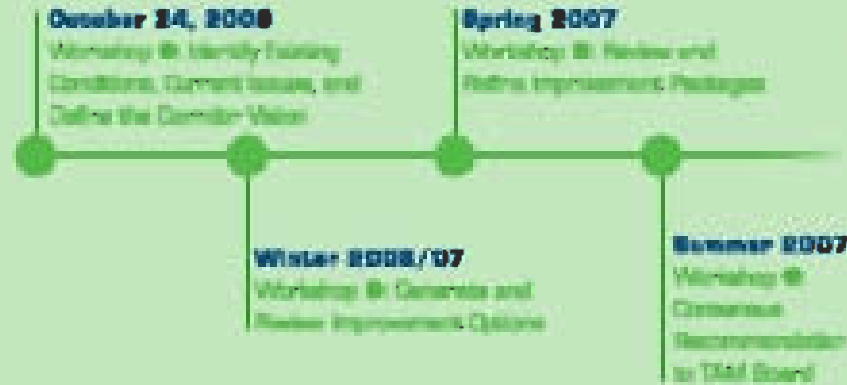 October 24, 2006
Workshop : Identify Existing
Conditions, Current Issues, and
Define the Corridor Vision
Spring 2007
Workshop : Review and
Refine Improvement Packages
Winter 2006/'07
Workshop : Generate and
Review Improvement Options
Summer 2007
Workshop :
Consensus
Recommendation
to TAM Board